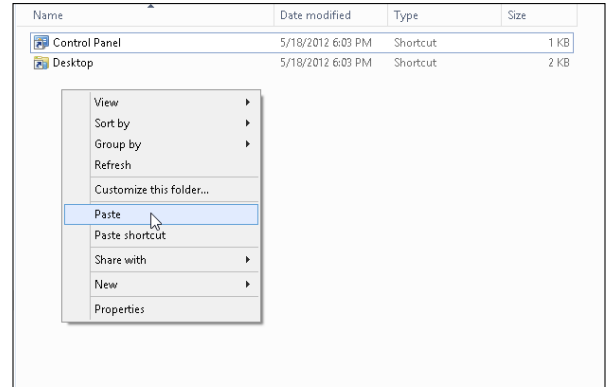 Name Date modified Type Size
Control Panel 5/18/2012 6:03 PM Shortcut 1 KB
Desktop 5/18/2012 6:03 PM Shortcut 2 KB
View
Sort by
Group by
Refresh
Customize this folder...
Paste
Paste shortcut
Share with
New
Properties